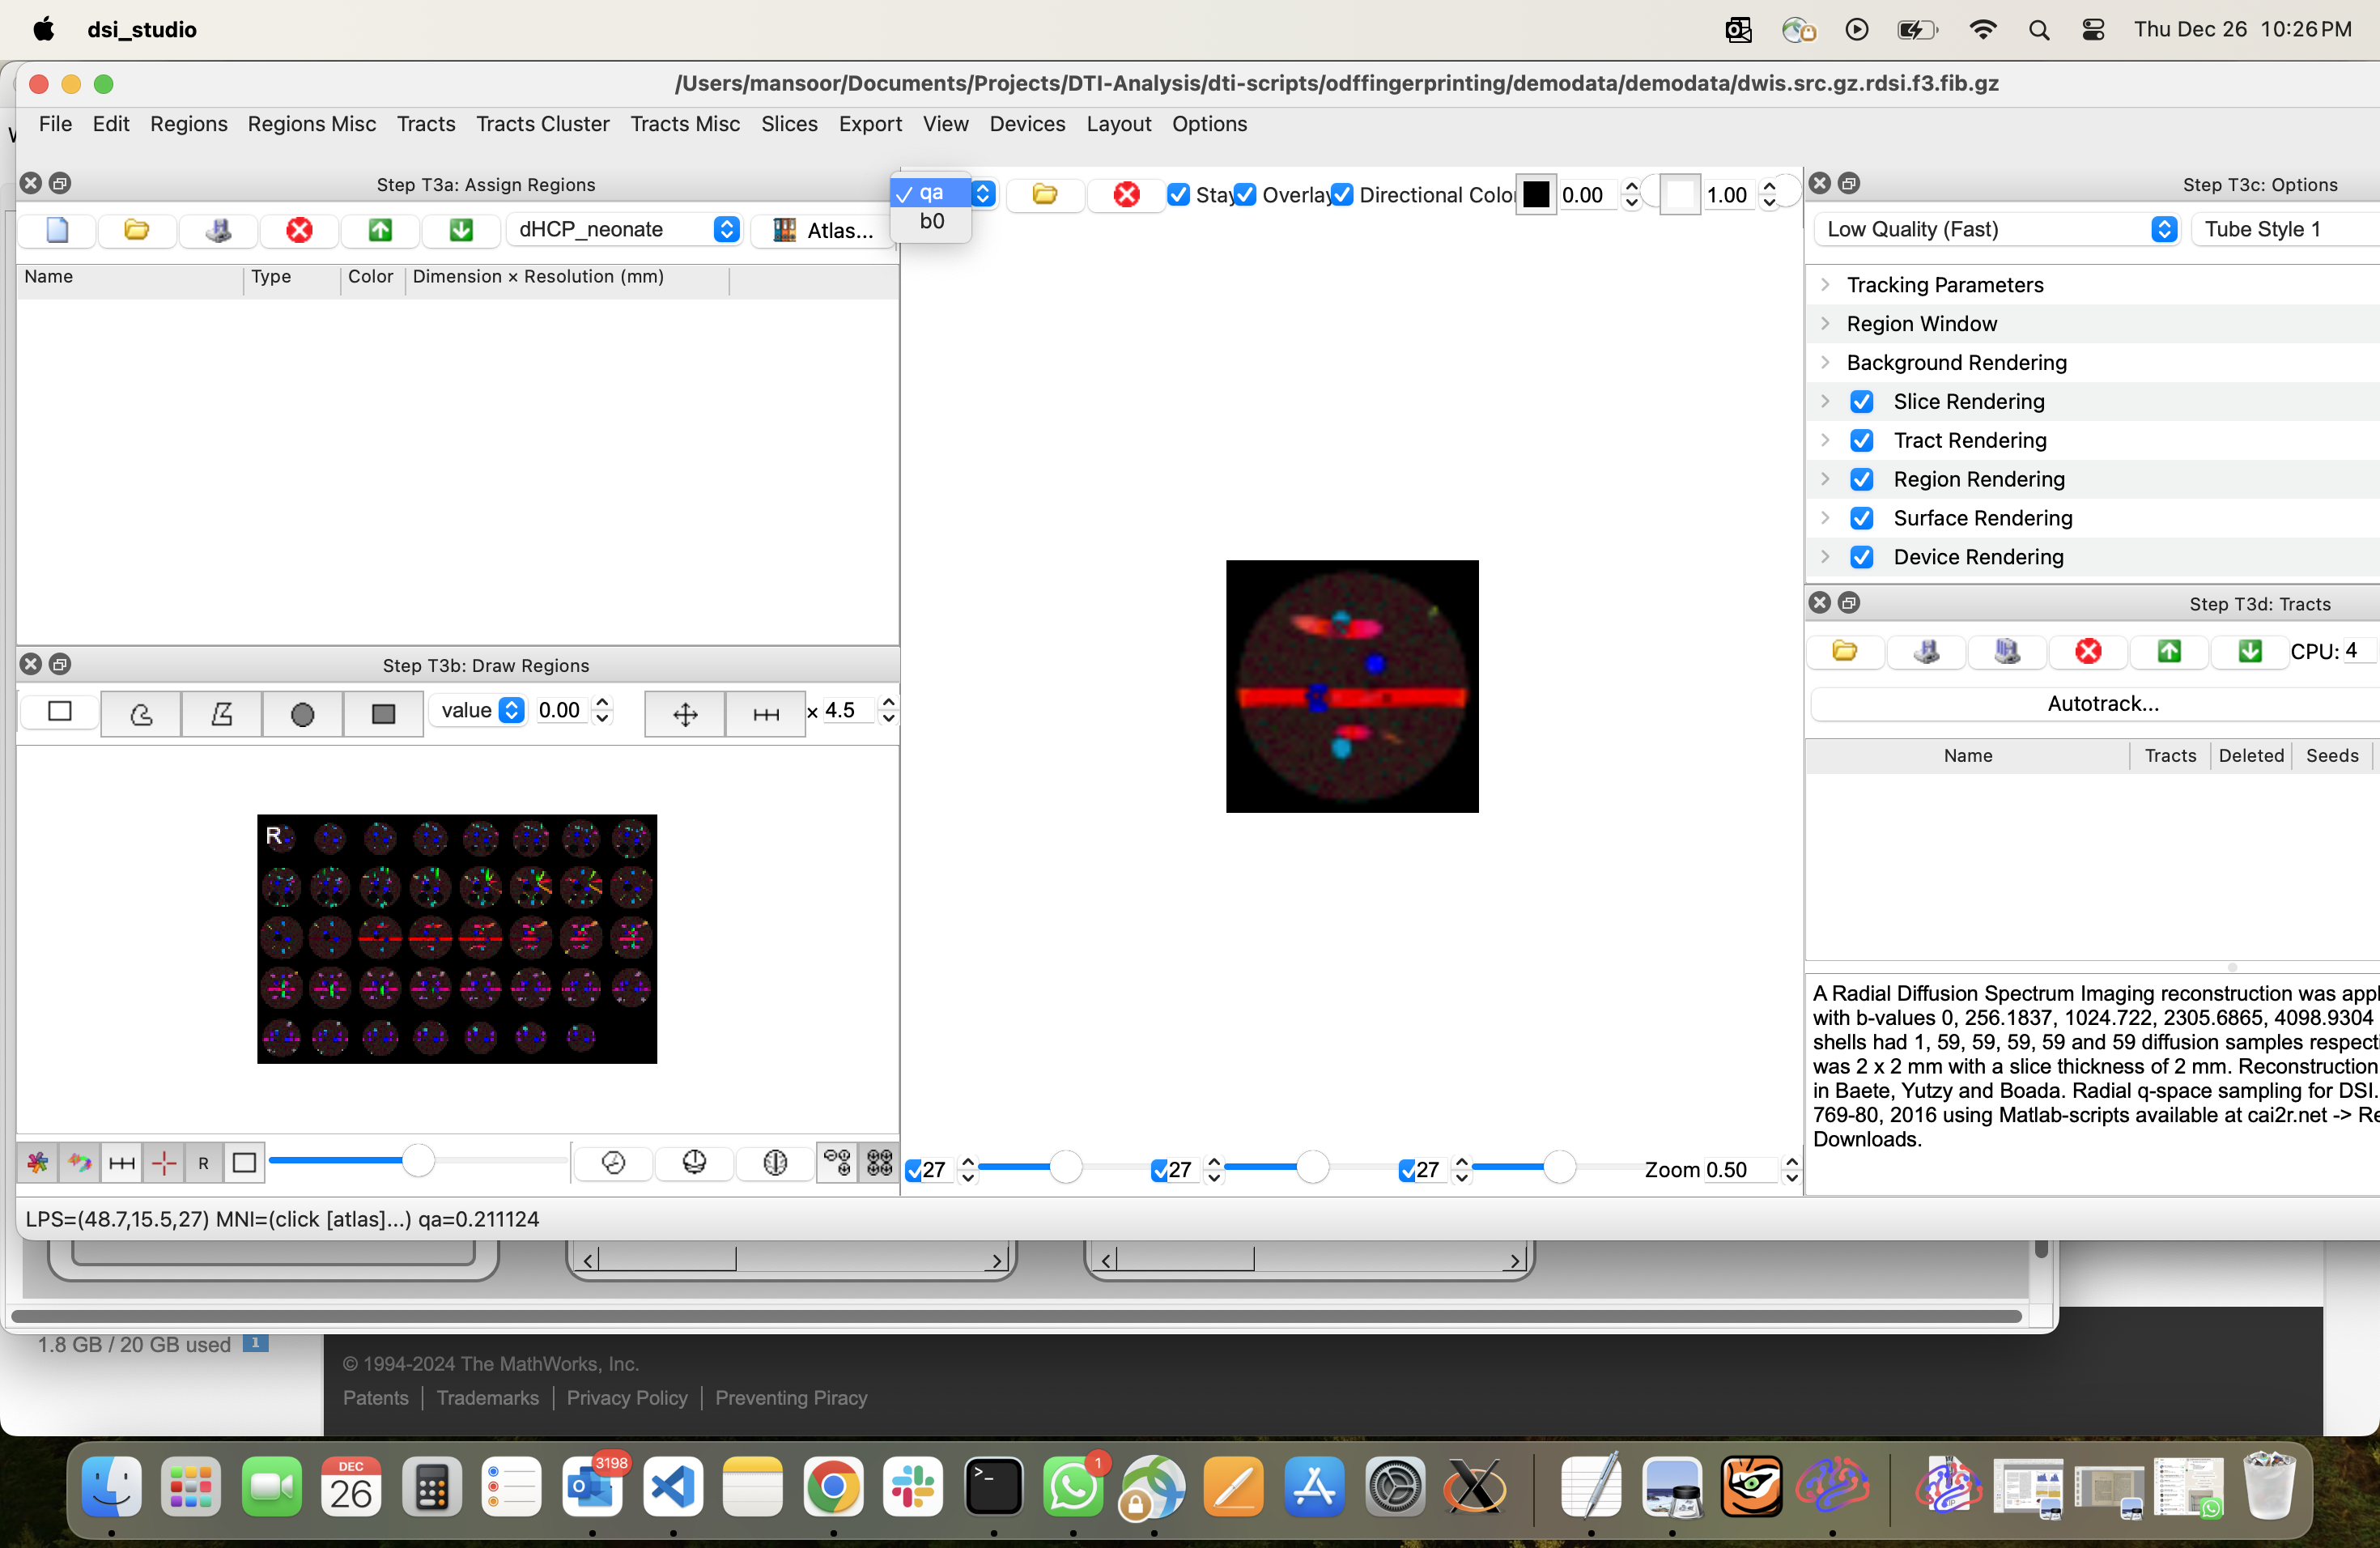 dsi_studio
Thu Dec 26 10:26 PM
/Users/mansoor/Documents/Projects/DTI-Analysis/dti-scripts/odffingerprinting/demodata/demodata/dwis.src.gz.rdsi.f3.fib.gz
File Edit Regions Regions Misc Tracts Tracts Cluster Tracts Misc Slices Export View Devices Layout Options
Step T3a: Assign Regions
dHCP_neonate
Atlas...
Name Type Color Dimension × Resolution (mm)
✓ qa
b0
Stay Overlay Directional Color 0.00 1.00
Step T3c: Options
Low Quality (Fast) Tube Style 1
Tracking Parameters
Region Window
Background Rendering
Slice Rendering
Tract Rendering
Region Rendering
Surface Rendering
Device Rendering
Step T3b: Draw Regions
value 0.00 x 4.5
R
R
27 27 27 Zoom 0.50
Step T3d: Tracts
CPU: 4
Autotrack...
Name Tracts Deleted Seeds
A Radial Diffusion Spectrum Imaging reconstruction was appl
with b-values 0, 256.1837, 1024.722, 2305.6865, 4098.9304
shells had 1, 59, 59, 59, 59 and 59 diffusion samples respecti
was 2 x 2 mm with a slice thickness of 2 mm. Reconstruction
in Baete, Yutzy and Boada. Radial q-space sampling for DSI.
769-80, 2016 using Matlab-scripts available at cai2r.net -> Re
Downloads.
LPS=(48.7,15.5,27) MNI=(click [atlas]...) qa=0.211124
1.8 GB / 20 GB used
© 1994-2024 The MathWorks, Inc.
Patents | Trademarks | Privacy Policy | Preventing Piracy
DEC
26
3198
1